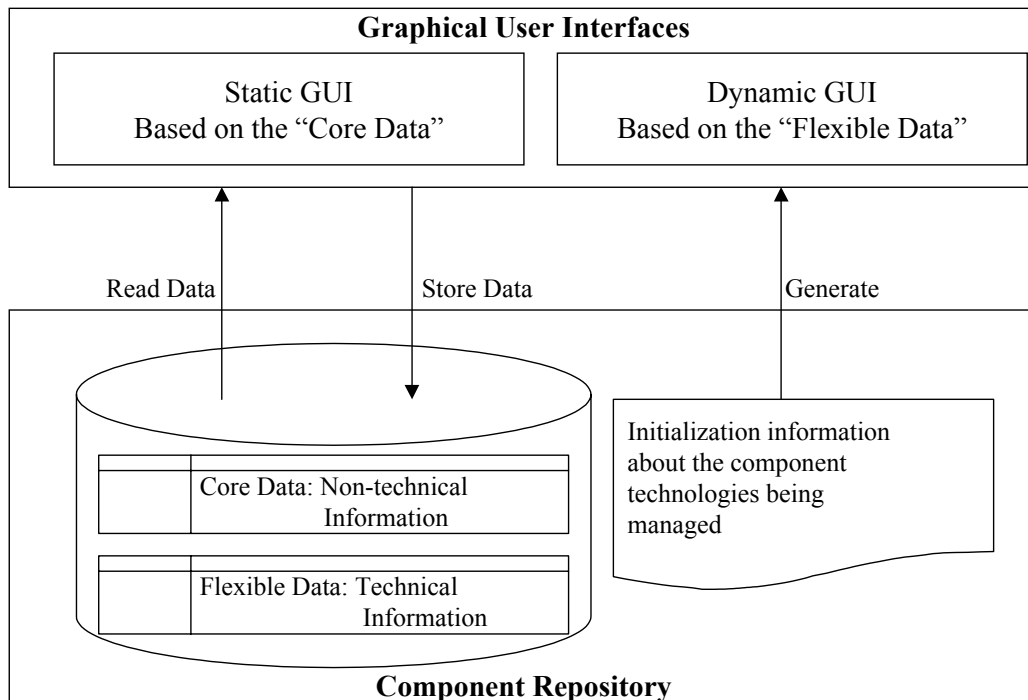 Graphical User Interfaces
Static GUI
Based on the “Core Data”
Dynamic GUI
Based on the “Flexible Data”
Read Data
Store Data
Generate
Initialization information
about the component
technologies being
managed
Core Data: Non-technical
Information
Flexible Data: Technical
Information
Component Repository